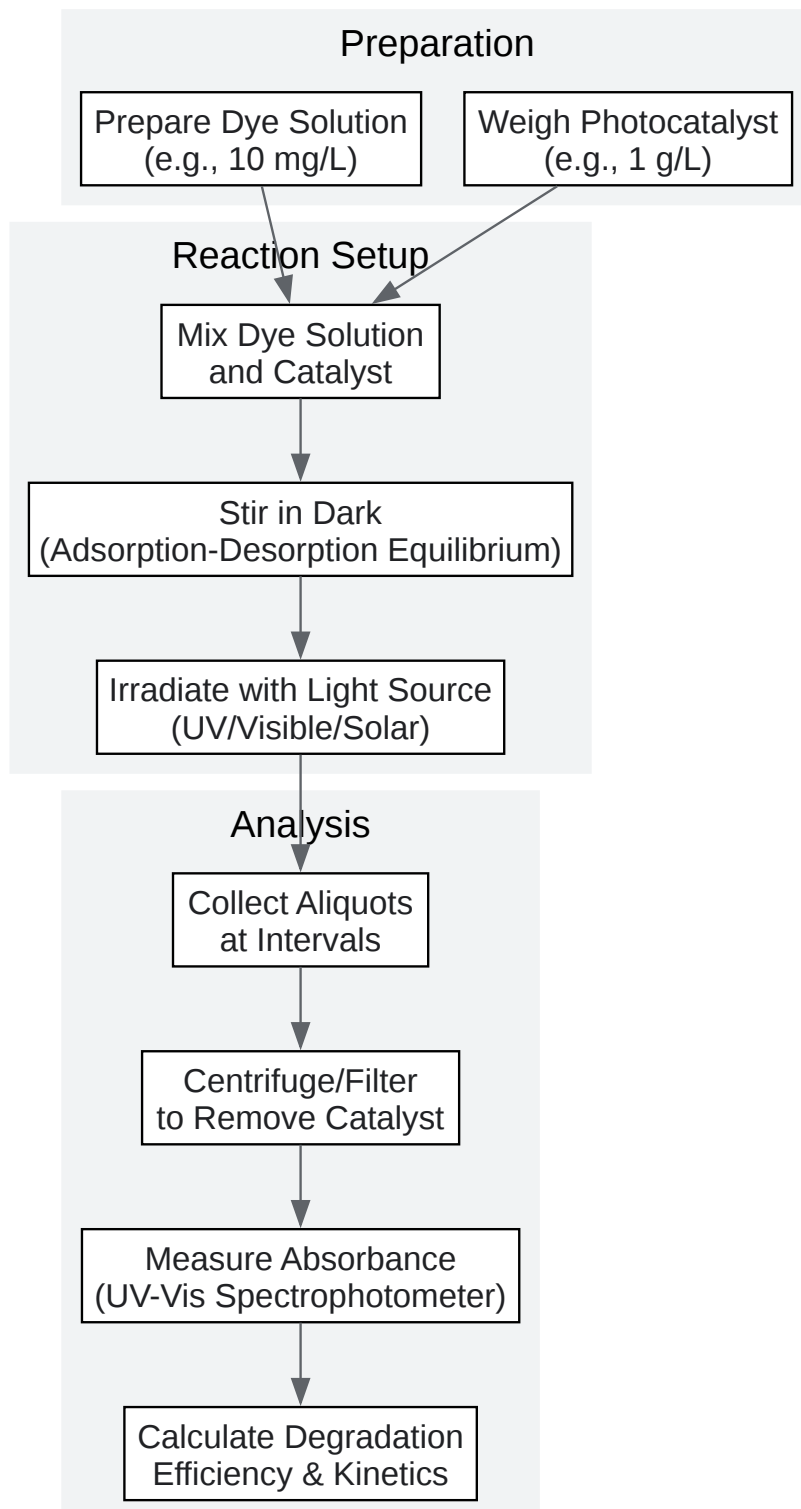 Preparation
Prepare Dye Solution
(e.g., 10 mg/L)
Weigh Photocatalyst
(e.g., 1 g/L)
Reaction Setup
Mix Dye Solution
and Catalyst
Stir in Dark
(Adsorption-Desorption Equilibrium)
Irradiate with Light Source
(UV/Visible/Solar)
Analysis
Collect Aliquots
at Intervals
Centrifuge/Filter
to Remove Catalyst
Measure Absorbance
(UV-Vis Spectrophotometer)
Calculate Degradation
Efficiency & Kinetics